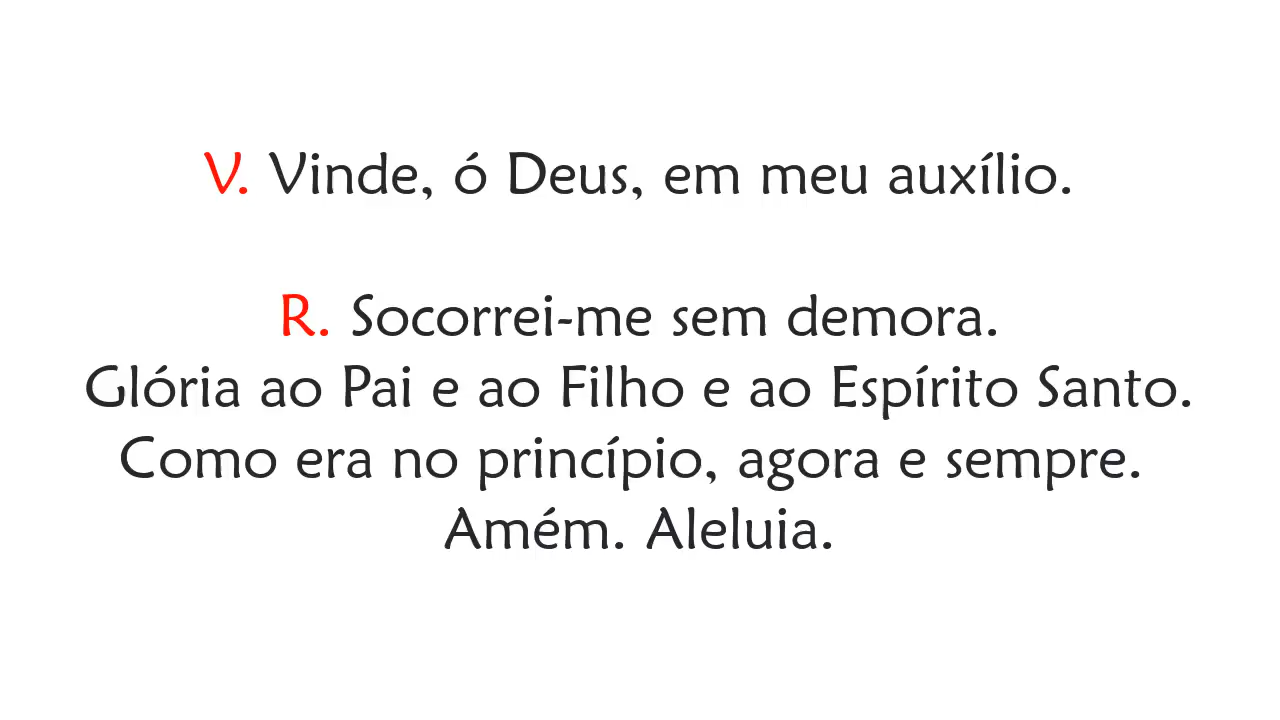 V. Vinde, ó Deus, em meu auxílio.
R. Socorrei-me sem demora.
Glória ao Pai e ao Filho e ao Espírito Santo.
Como era no princípio, agora e sempre.
Amém. Aleluia.